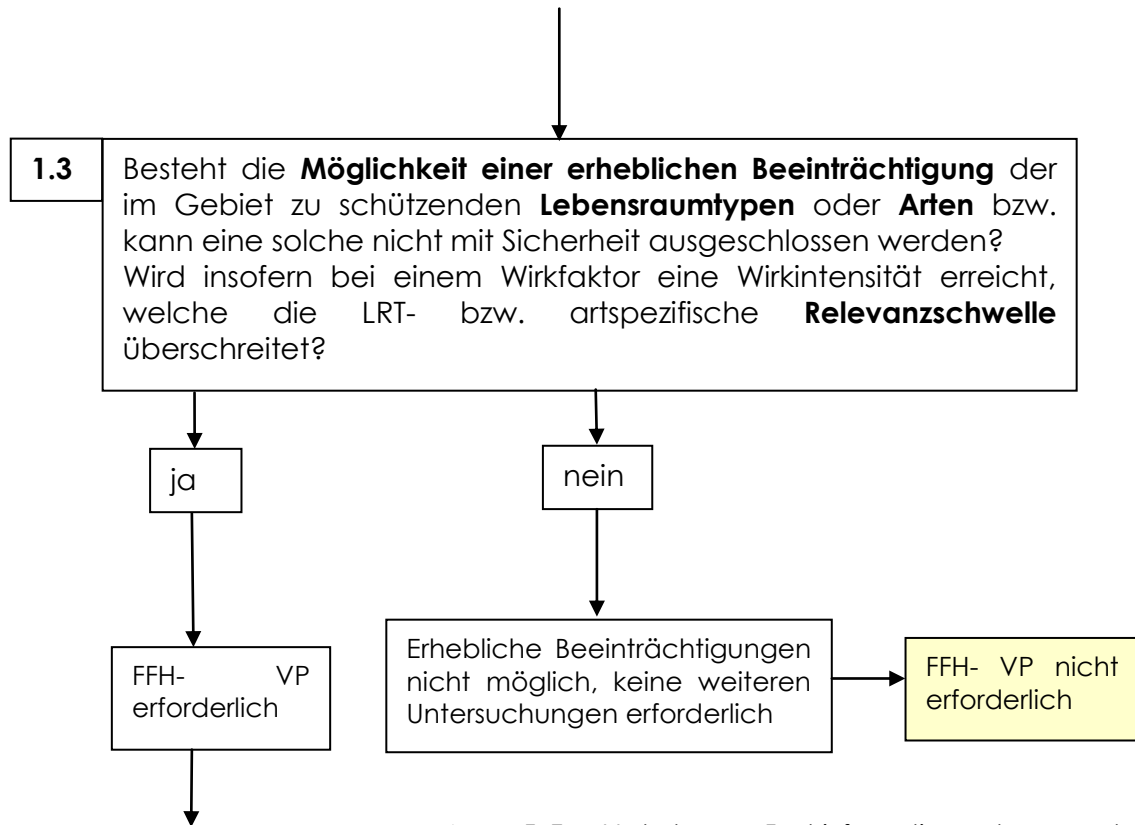 1.3
Besteht die Möglichkeit einer erheblichen Beeinträchtigung der
im Gebiet zu schützenden Lebensraumtypen oder Arten bzw.
kann eine solche nicht mit Sicherheit ausgeschlossen werden?
Wird insofern bei einem Wirkfaktor eine Wirkintensität erreicht,
welche die LRT- bzw. artspezifische Relevanzschwelle
überschreitet?
ja
nein
FFH- VP
erforderlich
Erhebliche Beeinträchtigungen
nicht möglich, keine weiteren
Untersuchungen erforderlich
FFH- VP nicht
erforderlich